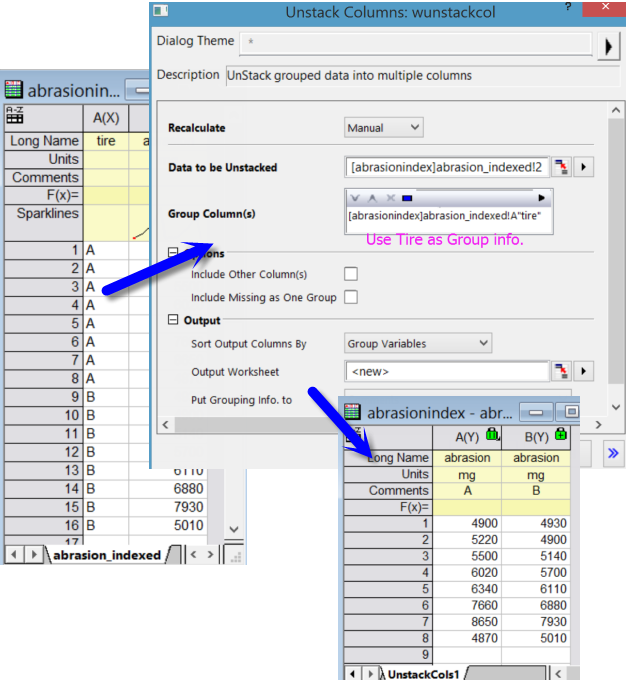 Unstack Columns: wunstackcol
?
Dialog Theme
*
Description
UnStack grouped data into multiple columns
Recalculate
Manual
Data to be Unstacked
[abrasionindex]abrasion_indexed!2
Group Column(s)
[abrasionindex]abrasion_indexed!A"tire"
Use Tire as Group info.
Options
Include Other Column(s)
Include Missing as One Group
Output
Sort Output Columns By
Group Variables
Output Worksheet
<new>
Put Grouping Info. to
abrasionin...
A(X)
Long Name tire a
Units
Comments
F(x)=
Sparklines
1 A
2 A
3 A
4 A
5 A
6 A
7 A
8 A
9 B
10 B
11 B
12 B
13 B 6110
14 B 6880
15 B 7930
16 B 5010
17
abrasion_indexed
abrasionindex - abr...
A(Y) B(Y)
Long Name abrasion abrasion
Units mg mg
Comments A B
F(x)=
1 4900 4930
2 5220 4900
3 5500 5140
4 6020 5700
5 6340 6110
6 7660 6880
7 8650 7930
8 4870 5010
9
UnstackCols1